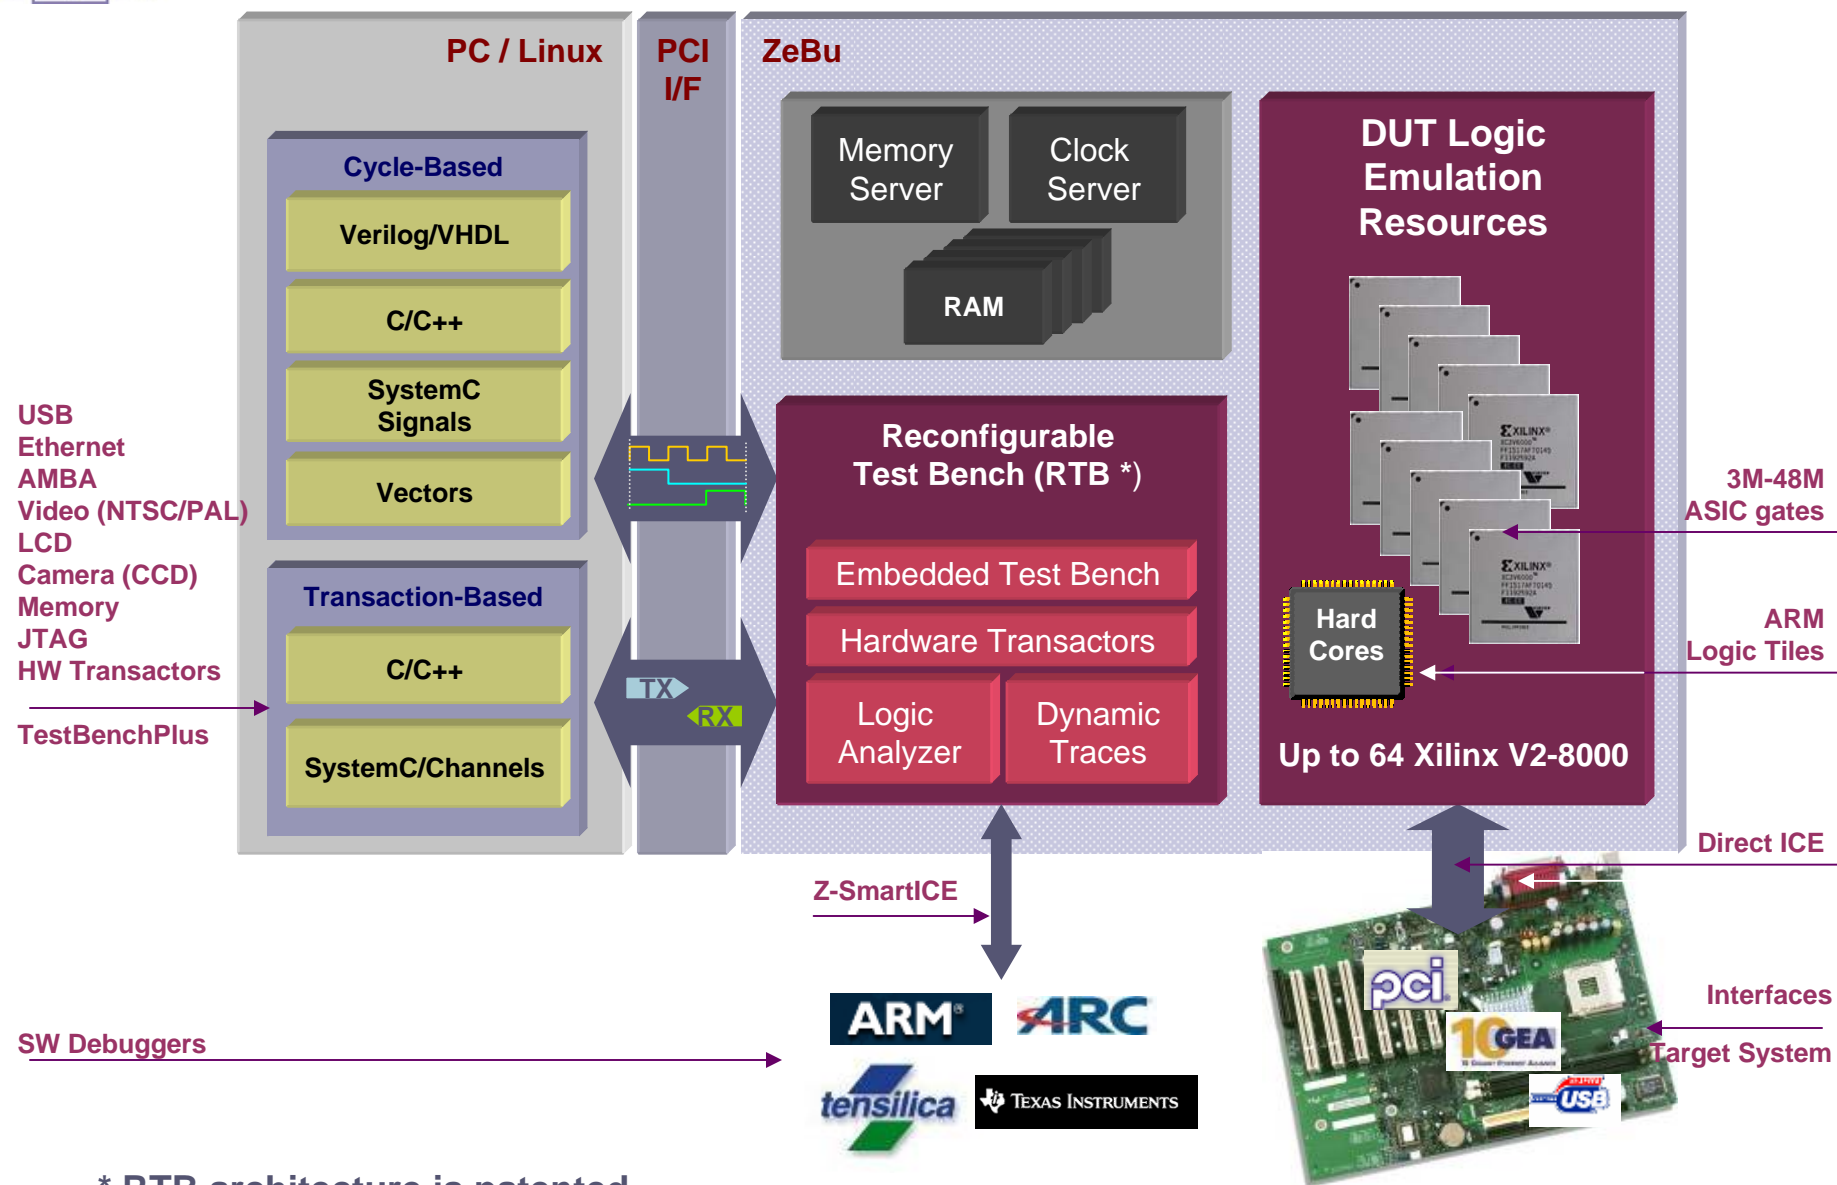 PC / Linux
PCI
I/F
ZeBu
Cycle-Based
Verilog/VHDL
C/C++
SystemC
Signals
Vectors
Transaction-Based
C/C++
SystemC/Channels
USB
Ethernet
AMBA
Video (NTSC/PAL)
LCD
Camera (CCD)
Memory
JTAG
HW Transactors
TestBenchPlus
TX
RX
Memory
Server
Clock
Server
RAM
Reconfigurable
Test Bench (RTB *)
Embedded Test Bench
Hardware Transactors
Logic
Analyzer
Dynamic
Traces
DUT Logic
Emulation
Resources
XILINX®
XILINX®
Hard
Cores
Up to 64 Xilinx V2-8000
3M-48M
ASIC gates
ARM
Logic Tiles
Direct ICE
Z-SmartICE
SW Debuggers
ARM®
ARC
tensilica
TEXAS INSTRUMENTS
pci
10GEA
USB
Interfaces
Target System
* RTB architecture is patented